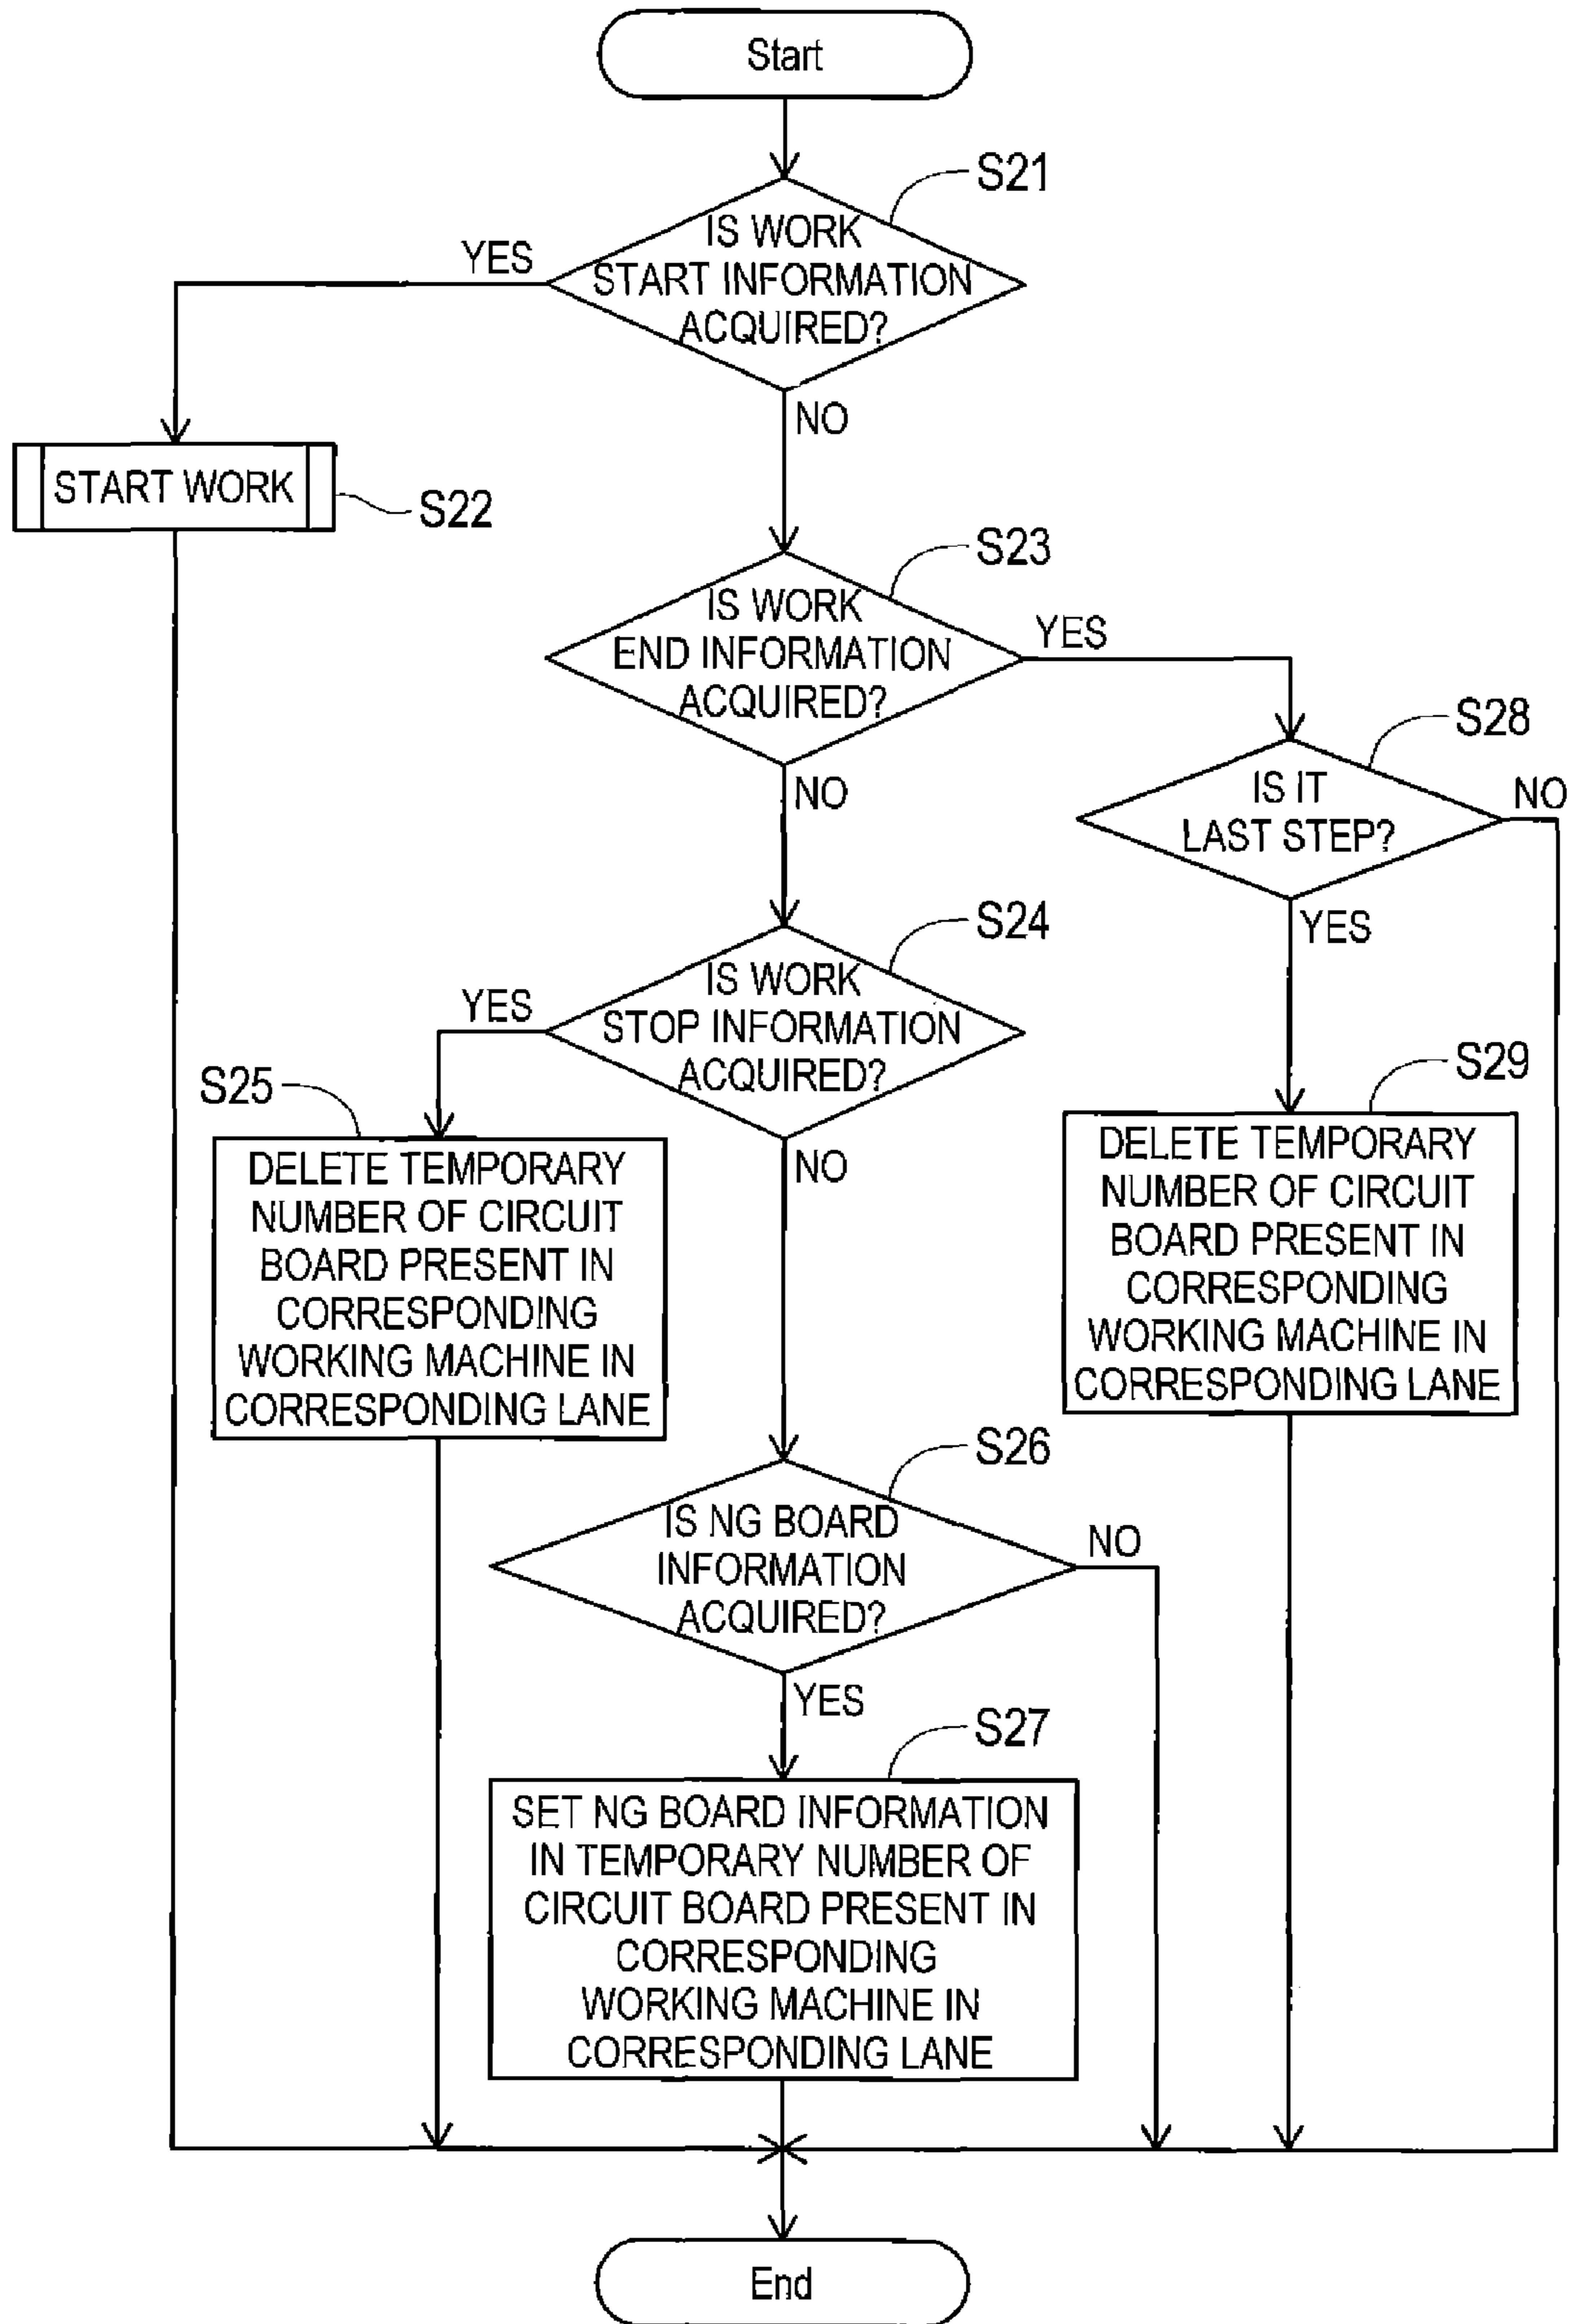 Start
S21
IS WORK
START INFORMATION
ACQUIRED?
YES
NO
START WORK
S22
S23
IS WORK
END INFORMATION
ACQUIRED?
YES
NO
S28
IS IT
LAST STEP?
NO
YES
S24
IS WORK
STOP INFORMATION
ACQUIRED?
YES
NO
S25
DELETE TEMPORARY
NUMBER OF CIRCUIT
BOARD PRESENT IN
CORRESPONDING
WORKING MACHINE IN
CORRESPONDING LANE
S29
DELETE TEMPORARY
NUMBER OF CIRCUIT
BOARD PRESENT IN
CORRESPONDING
WORKING MACHINE IN
CORRESPONDING LANE
S26
IS NG BOARD
INFORMATION
ACQUIRED?
NO
YES
S27
SET NG BOARD INFORMATION
IN TEMPORARY NUMBER OF
CIRCUIT BOARD PRESENT IN
CORRESPONDING
WORKING MACHINE IN
CORRESPONDING LANE
End